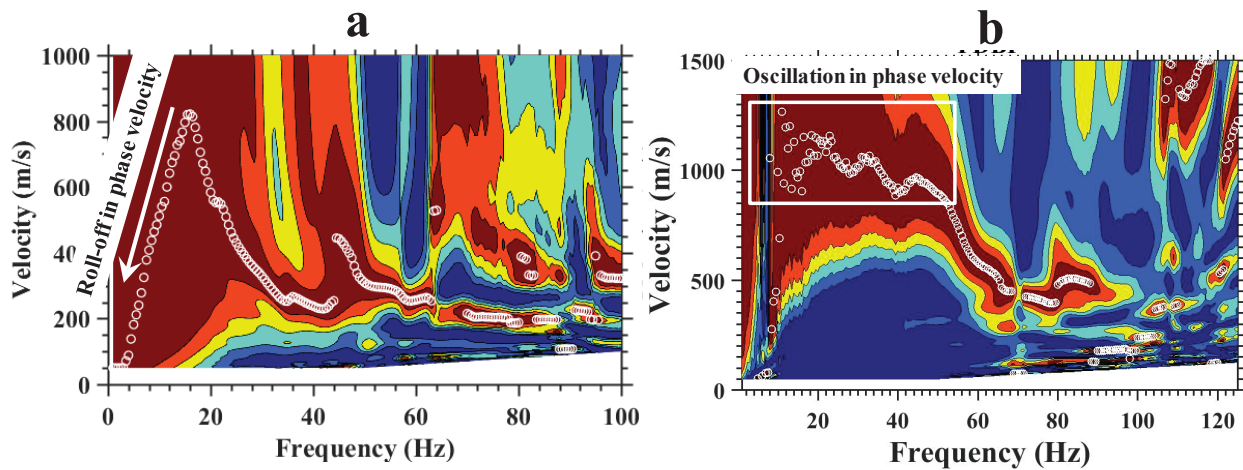 a
b
1000
800
600
40
200
0
Velocity (m/s)
Roll-off in phase velocity
0
20
40
60
80
100
Frequency (Hz)
1500
1000
500
0
Velocity (m/s)
Oscillation in phase velocity
20
40
60
80
100
120
Frequency (Hz)